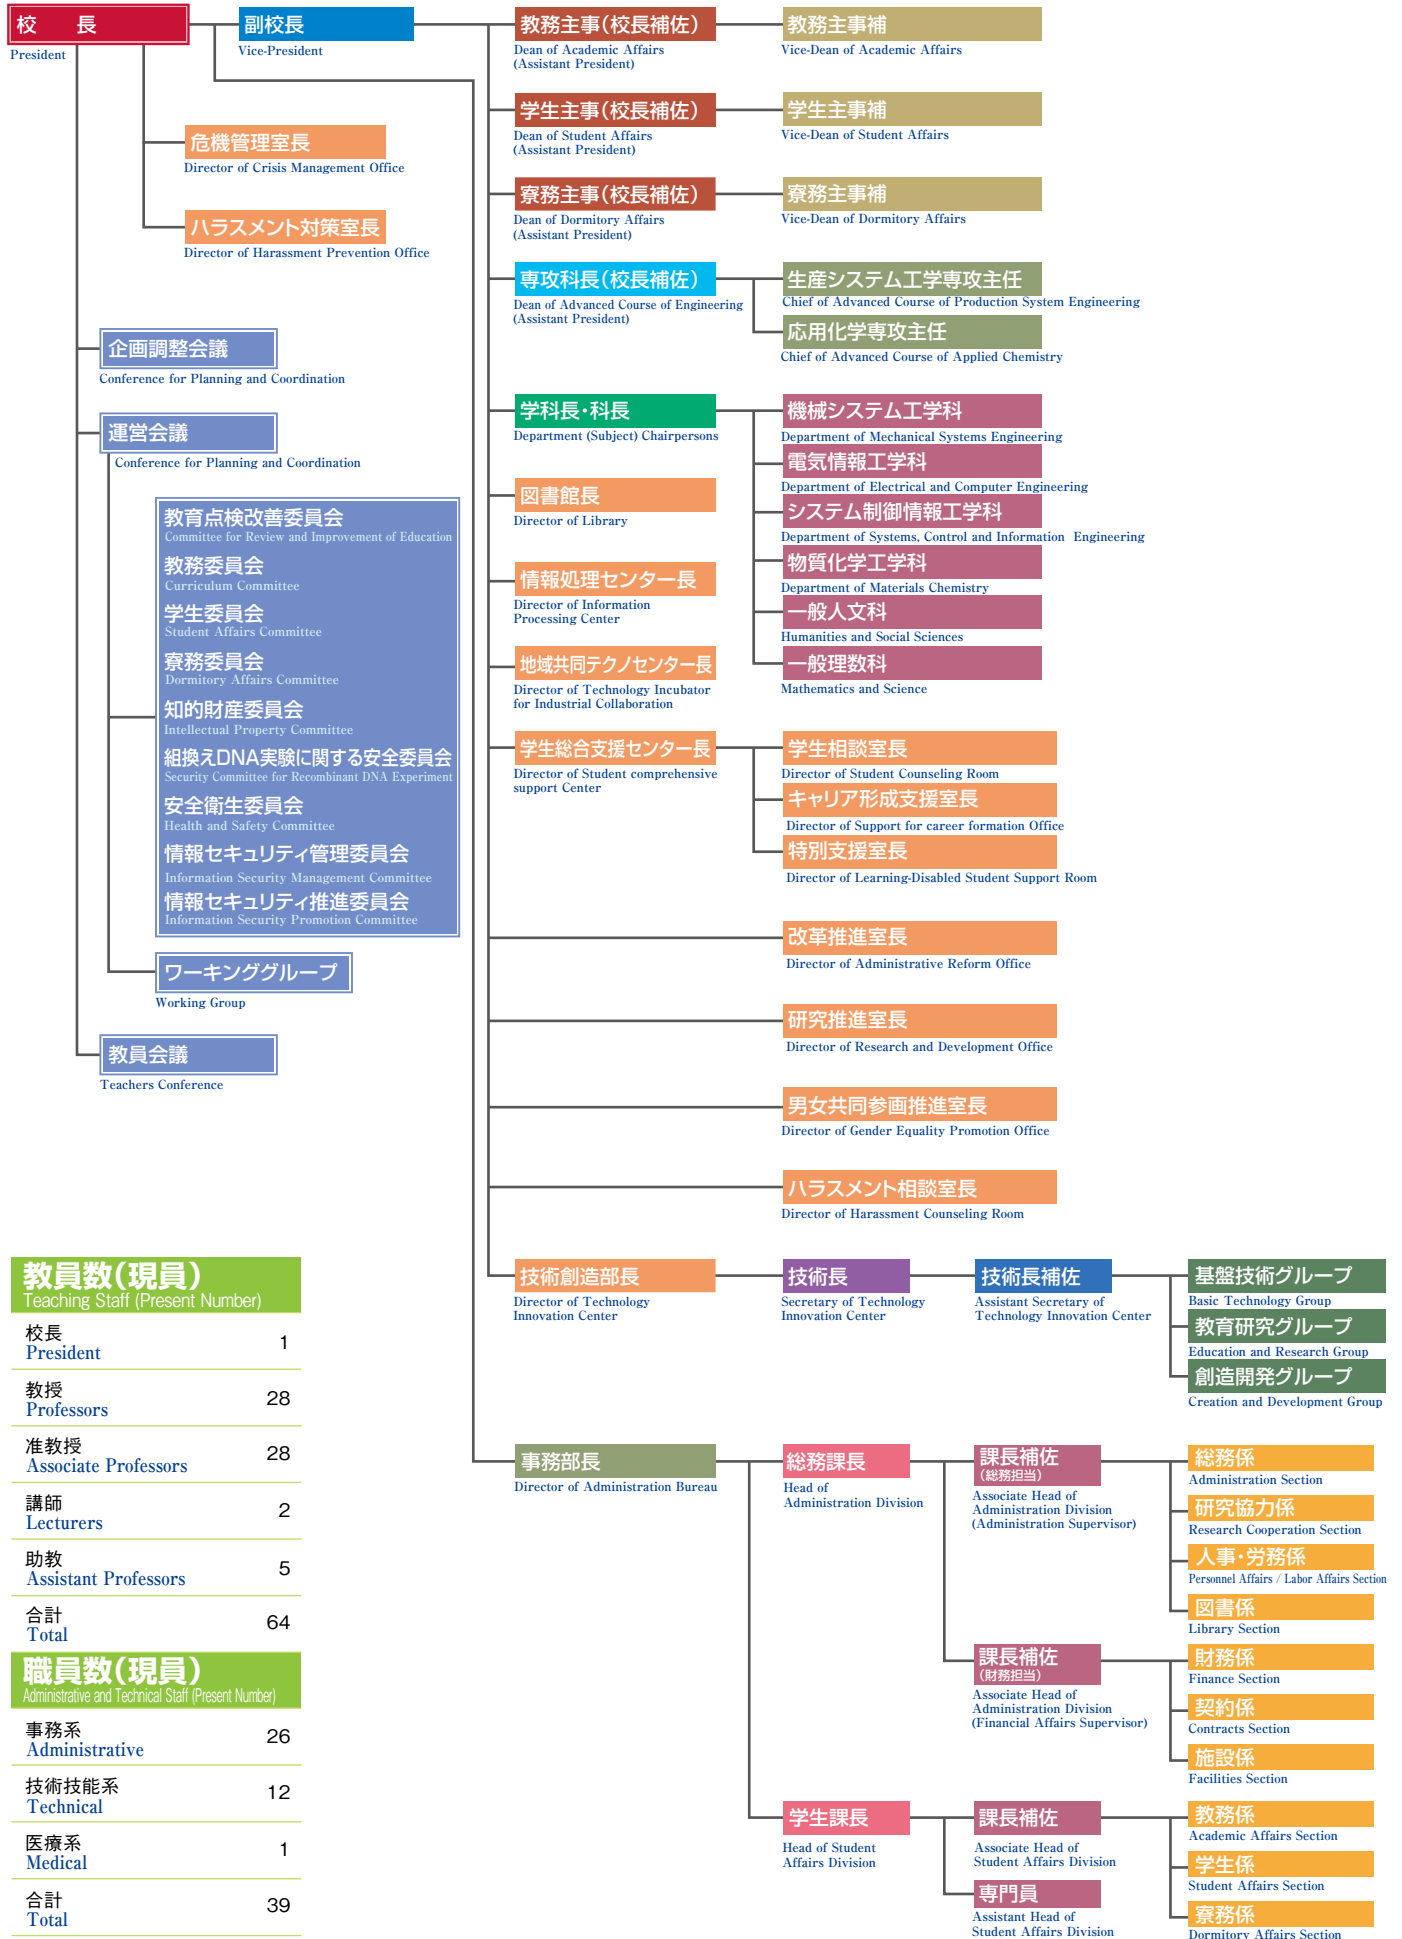 校　長
President
副校長
Vice-President
危機管理室長
Director of Crisis Management Office
ハラスメント対策室長
Director of Harassment Prevention Office
企画調整会議
Conference for Planning and Coordination
運営会議
Conference for Planning and Coordination
教育点検改善委員会
Committee for Review and Improvement of Education
教務委員会
Curriculum Committee
学生委員会
Student Affairs Committee
寮務委員会
Dormitory Affairs Committee
知的財産委員会
Intellectual Property Committee
組換えDNA実験に関する安全委員会
Security Committee for Recombinant DNA Experiment
安全衛生委員会
Health and Safety Committee
情報セキュリティ管理委員会
Information Security Management Committee
情報セキュリティ推進委員会
Information Security Promotion Committee
ワーキンググループ
Working Group
教員会議
Teachers Conference
教務主事(校長補佐)
Dean of Academic Affairs
(Assistant President)
教務主事補
Vice-Dean of Academic Affairs
学生主事(校長補佐)
Dean of Student Affairs
(Assistant President)
学生主事補
Vice-Dean of Student Affairs
寮務主事(校長補佐)
Dean of Dormitory Affairs
(Assistant President)
寮務主事補
Vice-Dean of Dormitory Affairs
専攻科長(校長補佐)
Dean of Advanced Course of Engineering
(Assistant President)
生産システム工学専攻主任
Chief of Advanced Course of Production System Engineering
応用化学専攻主任
Chief of Advanced Course of Applied Chemistry
学科長・科長
Department (Subject) Chairpersons
機械システム工学科
Department of Mechanical Systems Engineering
電気情報工学科
Department of Electrical and Computer Engineering
システム制御情報工学科
Department of Systems, Control and Information Engineering
物質化学工学科
Department of Materials Chemistry
一般人文科
Humanities and Social Sciences
一般理数科
Mathematics and Science
図書館長
Director of Library
情報処理センター長
Director of Information
Processing Center
地域共同テクノセンター長
Director of Technology Incubator
for Industrial Collaboration
学生総合支援センター長
Director of Student comprehensive
support Center
学生相談室長
Director of Student Counseling Room
キャリア形成支援室長
Director of Support for career formation Office
特別支援室長
Director of Learning-Disabled Student Support Room
改革推進室長
Director of Administrative Reform Office
研究推進室長
Director of Research and Development Office
男女共同参画推進室長
Director of Gender Equality Promotion Office
ハラスメント相談室長
Director of Harassment Counseling Room
技術創造部長
Director of Technology
Innovation Center
技術長
Secretary of Technology
Innovation Center
技術長補佐
Assistant Secretary of
Technology Innovation Center
基盤技術グループ
Basic Technology Group
教育研究グループ
Education and Research Group
創造開発グループ
Creation and Development Group
事務部長
Director of Administration Bureau
総務課長
Head of
Administration Division
課長補佐
(総務担当)
Associate Head of
Administration Division
(Administration Supervisor)
総務係
Administration Section
研究協力係
Research Cooperation Section
人事・労務係
Personnel Affairs / Labor Affairs Section
図書係
Library Section
課長補佐
(財務担当)
Associate Head of
Administration Division
(Financial Affairs Supervisor)
財務係
Finance Section
契約係
Contracts Section
施設係
Facilities Section
学生課長
Head of Student
Affairs Division
課長補佐
Associate Head of
Student Affairs Division
専門員
Assistant Head of
Student Affairs Division
教務係
Academic Affairs Section
学生係
Student Affairs Section
寮務係
Dormitory Affairs Section
教員数(現員)
Teaching Staff (Present Number)
校長
President 1
教授
Professors 28
准教授
Associate Professors 28
講師
Lecturers 2
助教
Assistant Professors 5
合計
Total 64
職員数(現員)
Administrative and Technical Staff (Present Number)
事務系
Administrative 26
技術技能系
Technical 12
医療系
Medical 1
合計
Total 39